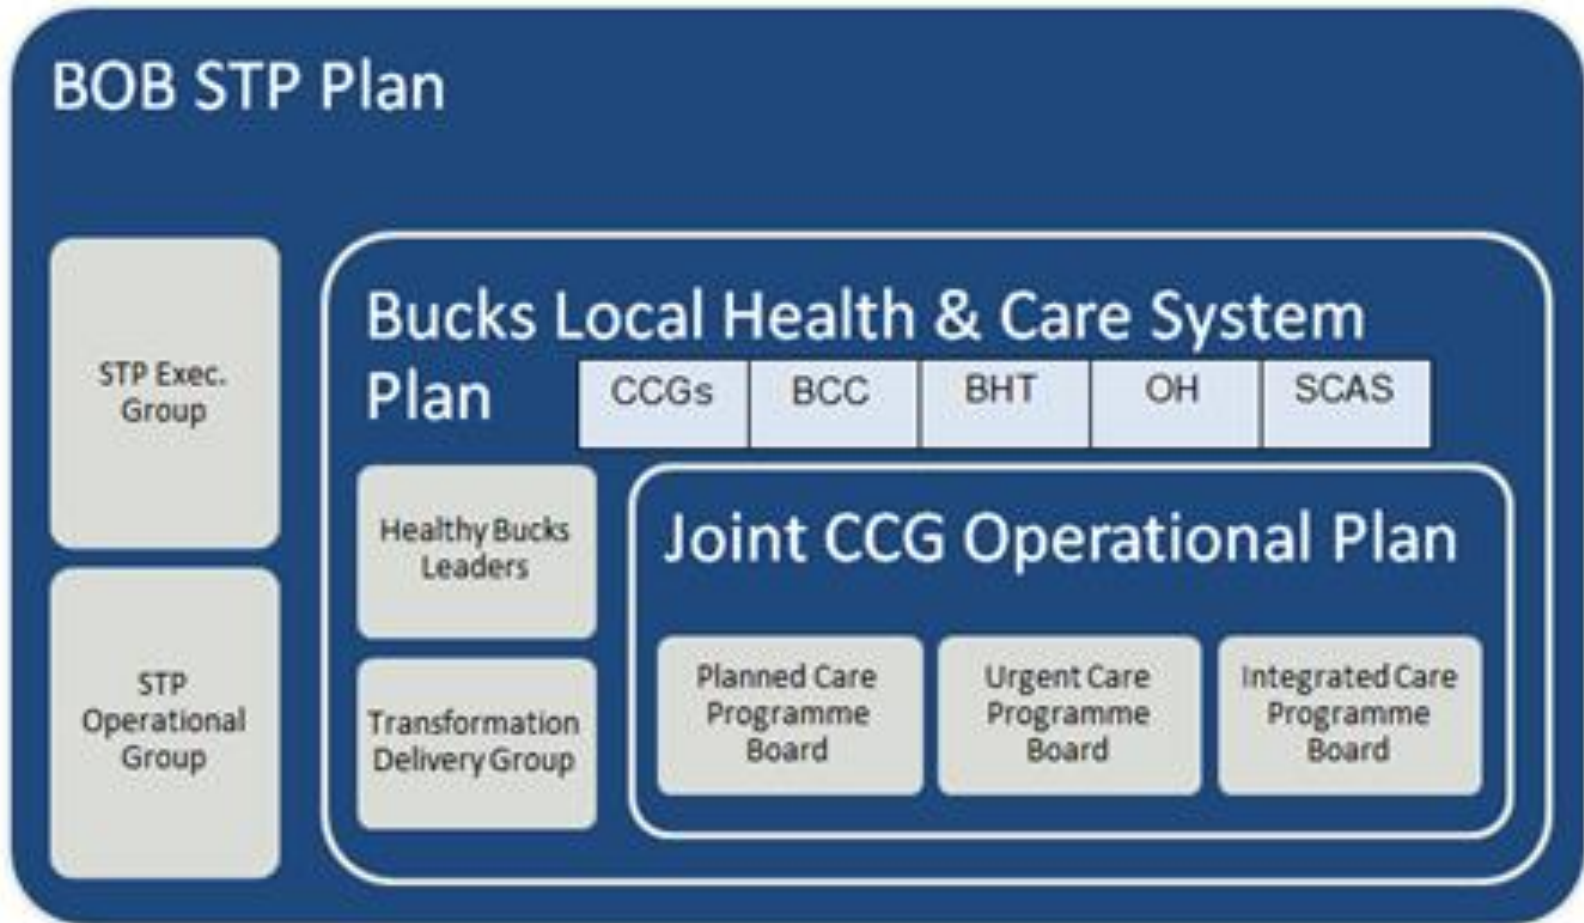 BOB STP Plan
STP Exec.
Group
STP
Operational
Group
Bucks Local Health & Care System
Plan
CCGs BCC BHT OH SCAS
Healthy Bucks
Leaders
Transformation
Delivery Group
Joint CCG Operational Plan
Planned Care
Programme
Board
Urgent Care
Programme
Board
Integrated Care
Programme
Board